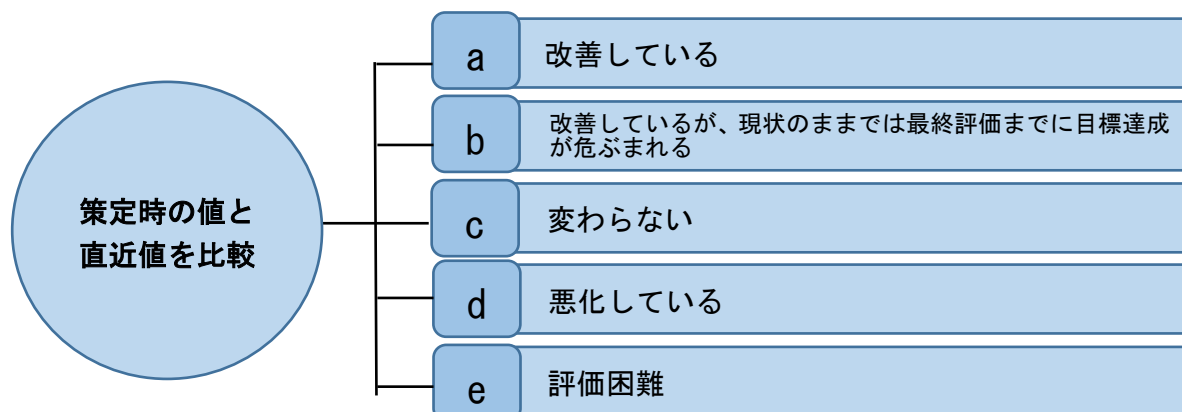 策定時の値と
直近値を比較
a
改善している
b
改善しているが、現状のままでは最終評価までに目標達成
が危ぶまれる
c
変わらない
d
悪化している
e
評価困難